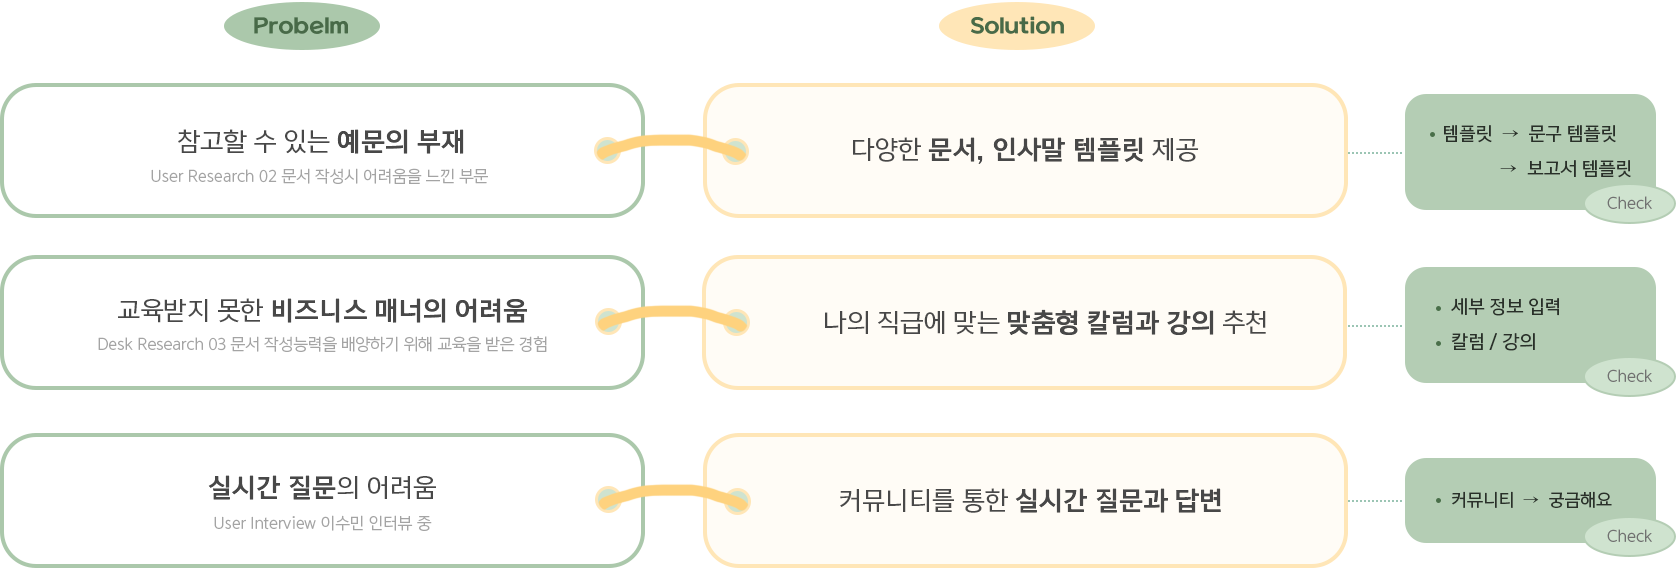 Probelm
Solution
참고할 수 있는 예문의 부재
User Research 02 문서 작성시 어려움을 느낀 부문
다양한 문서, 인사말 템플릿 제공
• 템플릿 → 문구 템플릿
→ 보고서 템플릿
Check
교육받지 못한 비즈니스 매너의 어려움
Desk Research 03 문서 작성능력을 배양하기 위해 교육을 받은 경험
나의 직급에 맞는 맞춤형 칼럼과 강의 추천
• 세부 정보 입력
• 칼럼 / 강의
Check
실시간 질문의 어려움
User Interview 이수민 인터뷰 중
커뮤니티를 통한 실시간 질문과 답변
• 커뮤니티 → 궁금해요
Check